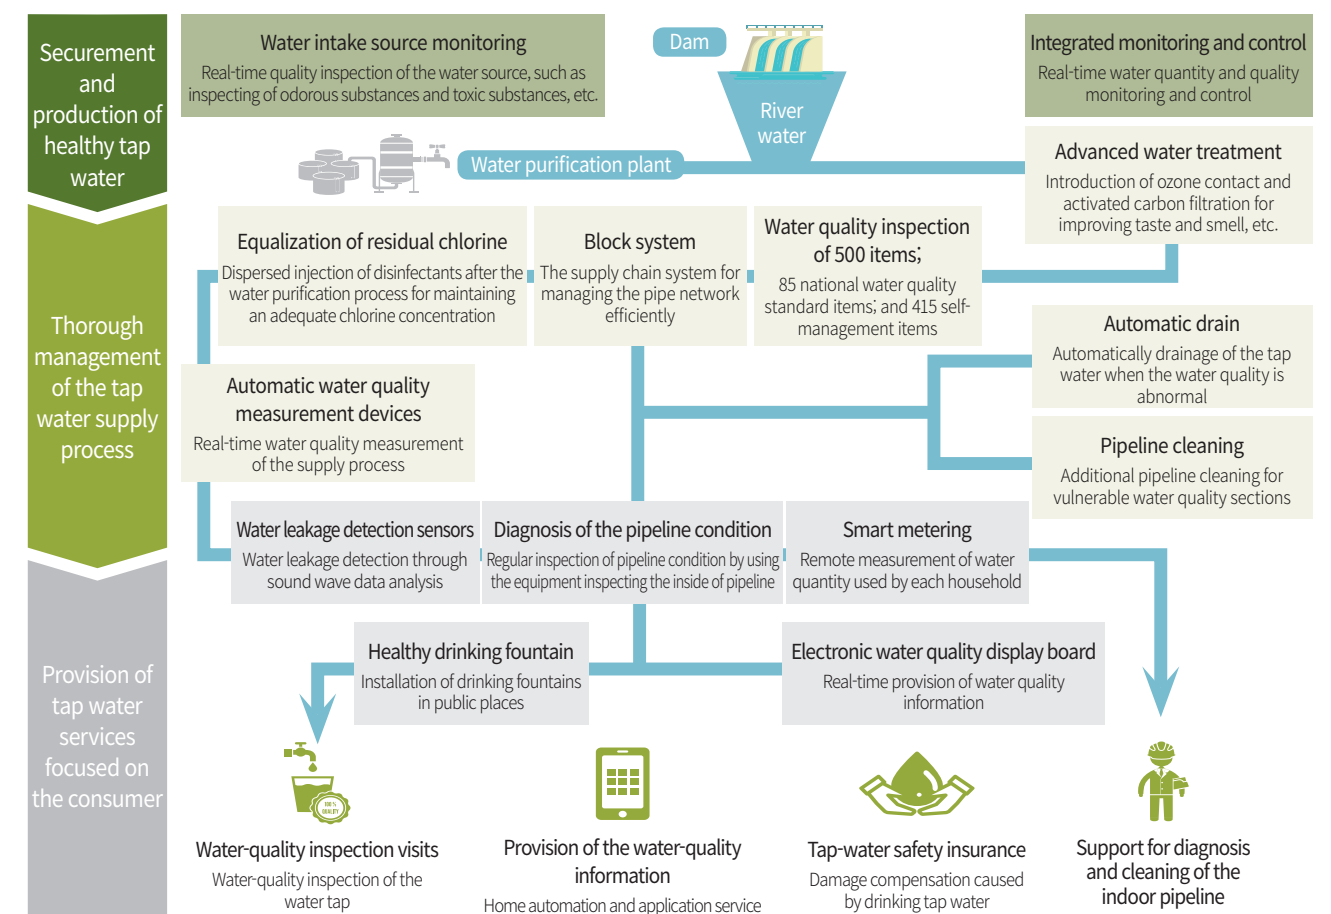 Securement
and
production of
healthy tap
water
Water intake source monitoring
Real-time quality inspection of the water source, such as
inspecting of odorous substances and toxic substances, etc.
Dam
River
water
Integrated monitoring and control
Real-time water quantity and quality
monitoring and control
Water purification plant
Advanced water treatment
Introduction of ozone contact and
activated carbon filtration for
improving taste and smell, etc.
Thorough
management
of the tap
water supply
process
Equalization of residual chlorine
Dispersed injection of disinfectants after the
water purification process for maintaining
an adequate chlorine concentration
Block system
The supply chain system for
managing the pipe network
efficiently
Water quality inspection
of 500 items;
85 national water quality
standard items; and 415 self-
management items
Automatic drain
Automatically drainage of the tap
water when the water quality is
abnormal
Automatic water quality
measurement devices
Real-time water quality measurement
of the supply process
Pipeline cleaning
Additional pipeline cleaning for
vulnerable water quality sections
Water leakage detection sensors
Water leakage detection through
sound wave data analysis
Diagnosis of the pipeline condition
Regular inspection of pipeline condition by using
the equipment inspecting the inside of pipeline
Smart metering
Remote measurement of water
quantity used by each household
Provision of
tap water
services
focused on
the consumer
Healthy drinking fountain
Installation of drinking fountains
in public places
Electronic water quality display board
Real-time provision of water quality
information
100 %
QUALITY
Water-quality inspection visits
Water-quality inspection of the
water tap
Provision of the water-quality
information
Home automation and application service
Tap-water safety insurance
Damage compensation caused
by drinking tap water
Support for diagnosis
and cleaning of the
indoor pipeline